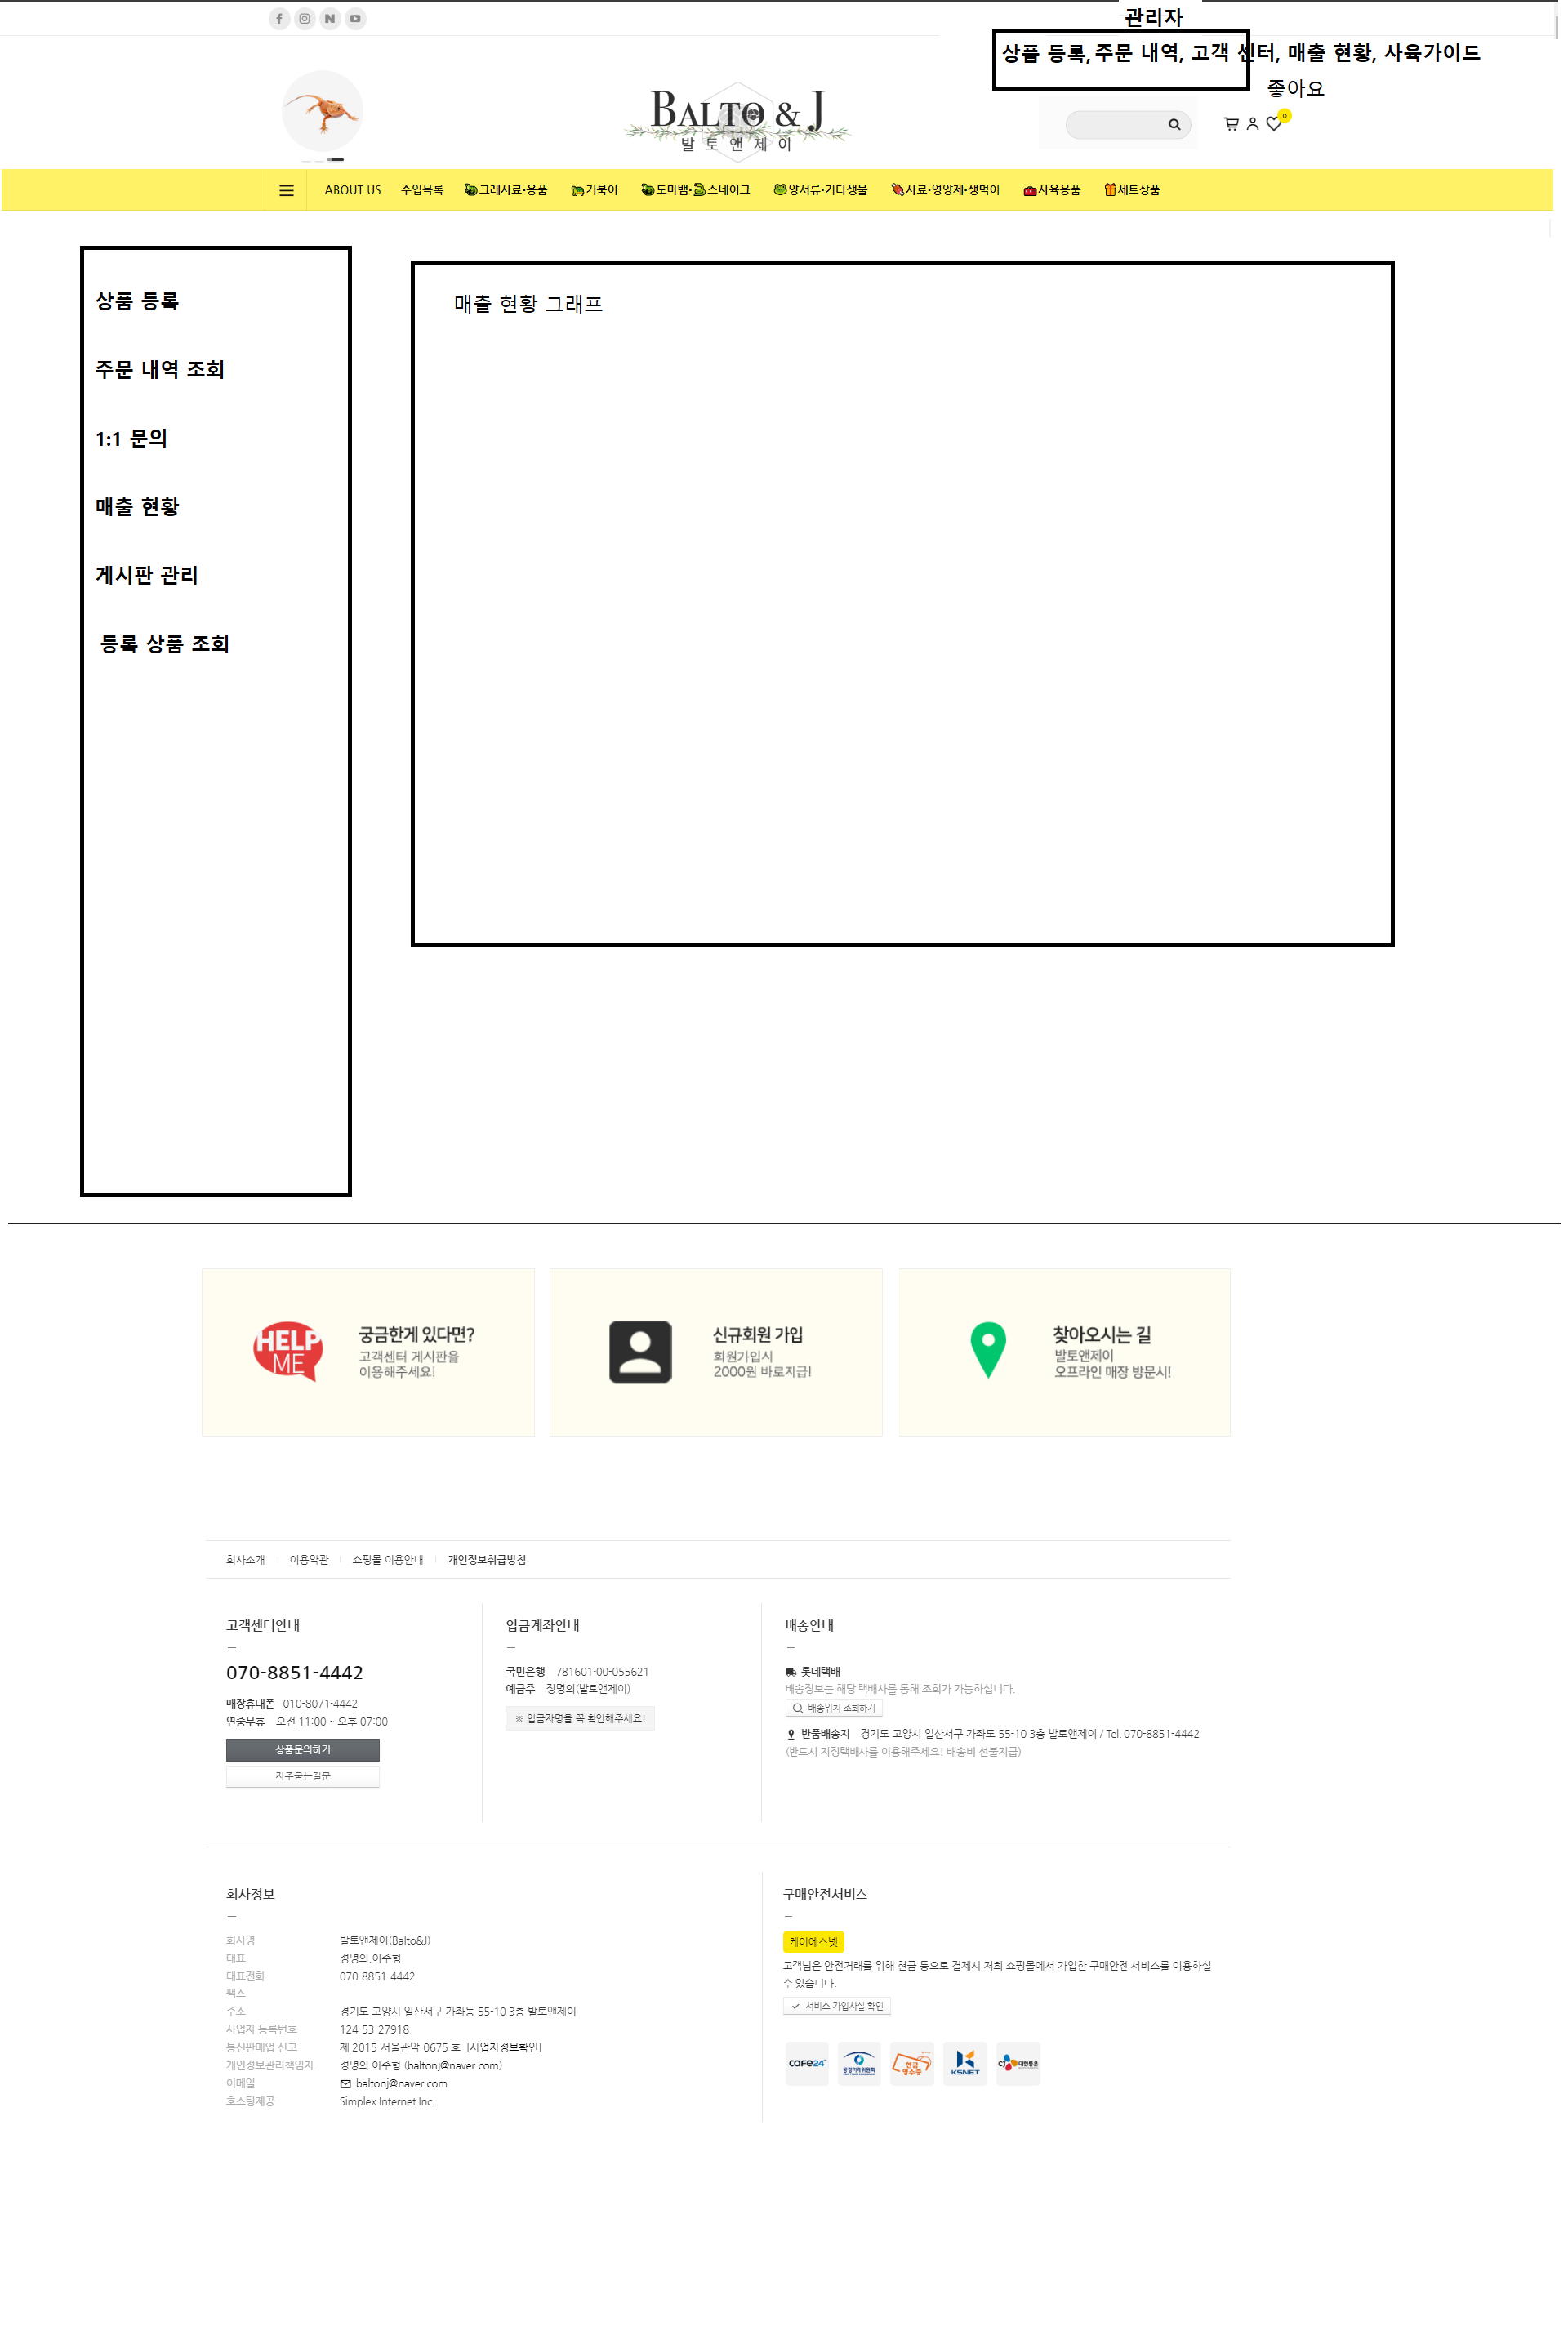 관리자
상품 등록, 주문 내역, 고객 센터, 매출 현황, 사육가이드
좋아요
0
BALTO & J
발토앤제이
ABOUT US 수입목록 크레사료•용품 거북이 도마뱀•스네이크 양서류•기타생물 사료•영양제•생먹이 사육용품 세트상품
상품 등록
주문 내역 조회
1:1 문의
매출 현황
게시판 관리
등록 상품 조회
매출 현황 그래프
HELP
ME
궁금한게 있다면?
고객센터 게시판을
이용해주세요!
신규회원 가입
회원가입시
2000원 바로지급!
찾아오시는 길
발토앤제이
오프라인 매장 방문시!
회사소개 이용약관 쇼핑몰 이용안내 개인정보취급방침
고객센터안내
070-8851-4442
매장휴대폰 010-8071-4442
연중무휴 오전 11:00 ~ 오후 07:00
상품문의하기
자주묻는질문
입금계좌안내
국민은행 781601-00-055621
예금주 정명의(발토앤제이)
※ 입금자명을 꼭 확인해주세요!
배송안내
롯데택배
배송정보는 해당 택배사를 통해 조회가 가능하십니다.
배송위치 조회하기
반품배송지 경기도 고양시 일산서구 가좌도 55-10 3층 발토앤제이 / Tel. 070-8851-4442
(반드시 지정택배사를 이용해주세요! 배송비 선불지급)
회사정보
회사명 발토앤제이(Balto&J)
대표 정명의,이주형
대표전화 070-8851-4442
팩스
주소 경기도 고양시 일산서구 가좌동 55-10 3층 발토앤제이
사업자 등록번호 124-53-27918
통신판매업 신고 제 2015-서울관악-0675 호 [사업자정보확인]
개인정보관리책임자 정명의 이주형 (baltonj@naver.com)
이메일 baltonj@naver.com
호스팅제공 Simplex Internet Inc.
구매안전서비스
케이에스넷
고객님은 안전거래를 위해 현금 등으로 결제시 저희 쇼핑몰에서 가입한 구매안전 서비스를 이용하실
수 있습니다.
서비스 가입사실 확인
cafe24 공정거래위원회 현금영수증 KSNET CJ대한통운